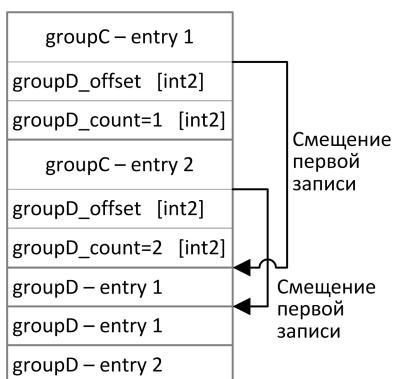 groupC – entry 1
groupD_offset [int2]
groupD_count=1 [int2]
groupC – entry 2
groupD_offset [int2]
groupD_count=2 [int2]
groupD – entry 1
groupD – entry 1
groupD – entry 2
Смещение
первой
записи
Смещение
первой
записи